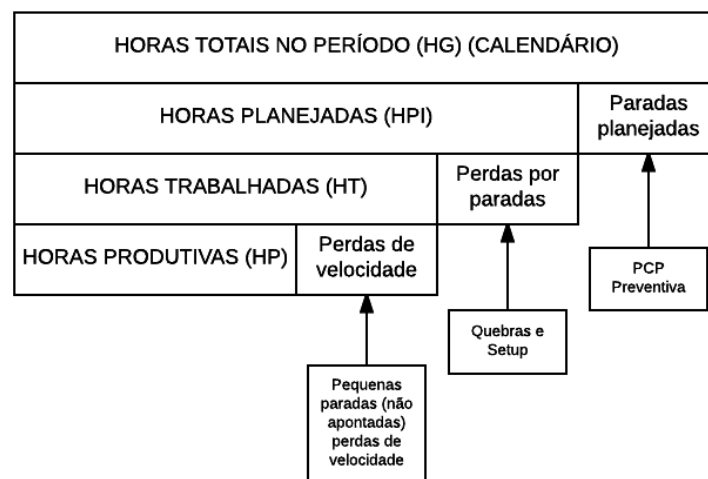 HORAS TOTAIS NO PERÍODO (HG) (CALENDÁRIO)
HORAS PLANEJADAS (HPI)
Paradas
planejadas
HORAS TRABALHADAS (HT)
Perdas por
paradas
HORAS PRODUTIVAS (HP)
Perdas de
velocidade
PCP
Preventiva
Quebras e
Setup
Pequenas
paradas (não
apontadas)
perdas de
velocidade